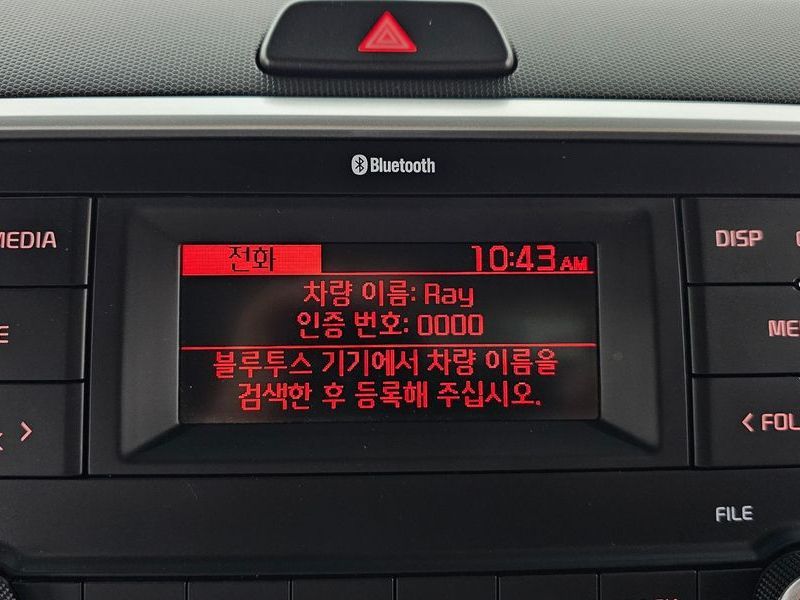 Bluetooth
MEDIA
DISP
전화
10:43 AM
차량 이름: Ray
인증 번호: 0000
블루투스 기기에서 차량 이름을
검색한 후 등록해 주십시오.
FILE